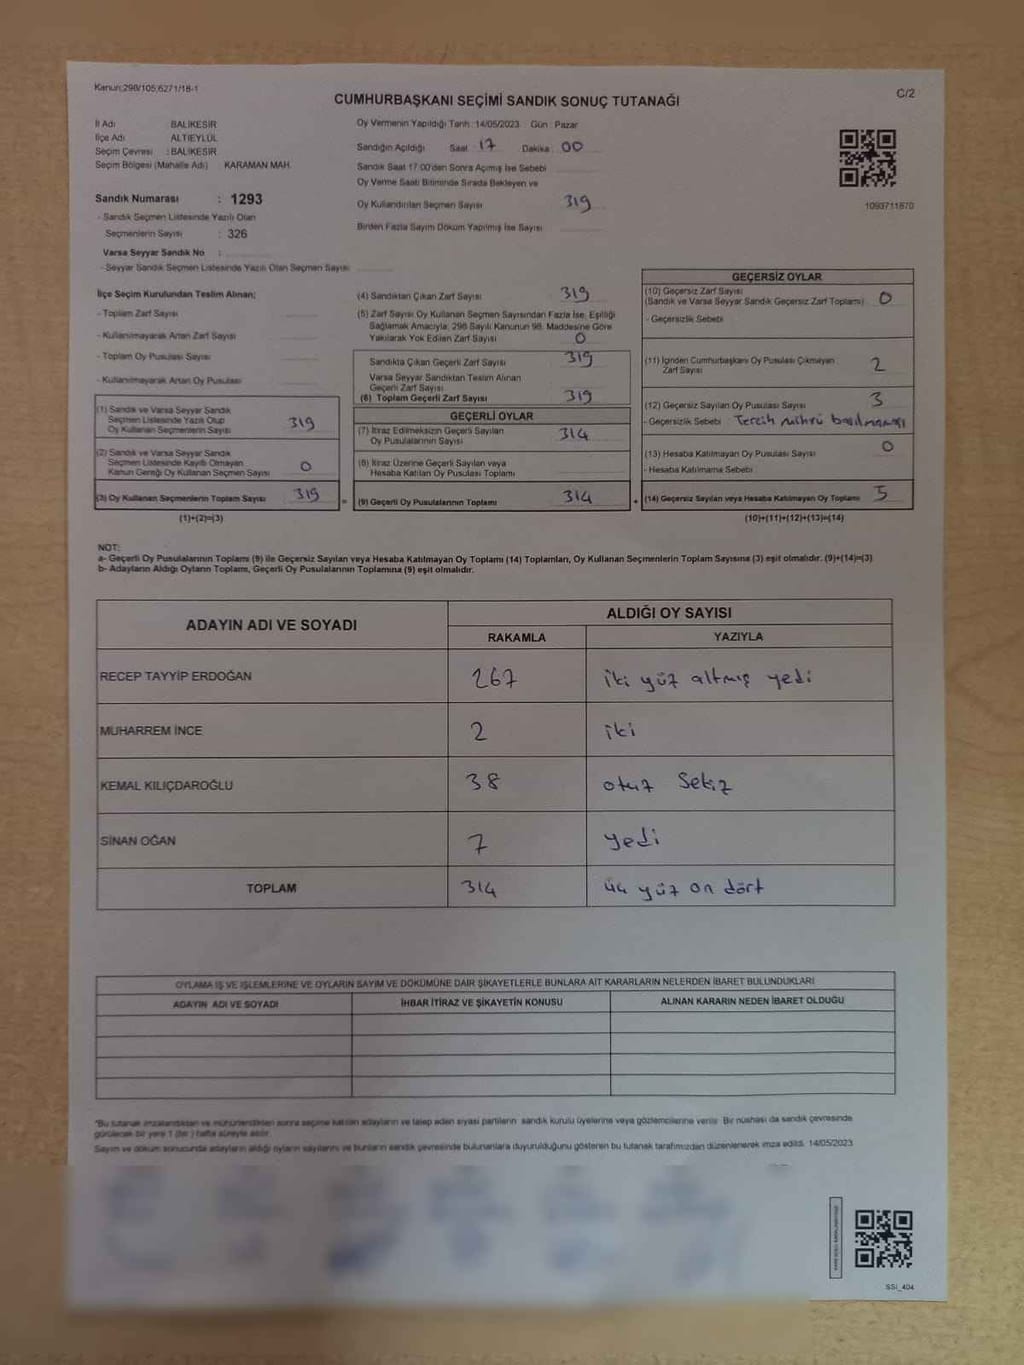 Kanun:298/105,6271/18-1
CUMHURBAŞKANI SEÇİMİ SANDIK SONUÇ TUTANAĞI
C/2
İl Adı BALIKESİR
İlçe Adı ALTIEYLÜL
Seçim Çevresi : BALIKESİR
Seçim Bölgesi (Mahalle Adı) KARAMAN MAH.
Oy Vermenin Yapıldığı Tarih :14/05/2023 Gün : Pazar
Sandığın Açıldığı Saat 17 Dakika 00
Sandık Saat 17:00'den Sonra Açılmış İse Sebebi
Oy Verme Saati Bitiminde Sırada Bekleyen ve
Oy Kullandırılan Seçmen Sayısı 319
Birden Fazla Sayım Döküm Yapılmış İse Sayısı
1093711670
Sandık Numarası : 1293
- Sandık Seçmen Listesinde Yazılı Olan
Seçmenlerin Sayısı : 326
Varsa Seyyar Sandık No :
- Seyyar Sandık Seçmen Listesinde Yazılı Olan Seçmen Sayısı
İlçe Seçim Kurulundan Teslim Alınan;
- Toplam Zarf Sayısı
- Kullanılmayarak Artan Zarf Sayısı
- Toplam Oy Pusulası Sayısı
- Kullanılmayarak Artan Oy Pusulası
(1) Sandık ve Varsa Seyyar Sandık
Seçmen Listesinde Yazılı Olup
Oy Kullanan Seçmenlerin Sayısı 319
(2) Sandık ve Varsa Seyyar Sandık
Seçmen Listesinde Kayıtlı Olmayan
Kanun Gereği Oy Kullanan Seçmen Sayısı 0
(3) Oy Kullanan Seçmenlerin Toplam Sayısı 319
(1)+(2)=(3)
(4) Sandıktan Çıkan Zarf Sayısı 319
(5) Zarf Sayısı Oy Kullanan Seçmen Sayısından Fazla İse, Eşitliği
Sağlamak Amacıyla, 298 Sayılı Kanunun 98. Maddesine Göre
Yakılarak Yok Edilen Zarf Sayısı 0
Sandıkta Çıkan Geçerli Zarf Sayısı 319
Varsa Seyyar Sandıktan Teslim Alınan
Geçerli Zarf Sayısı
(6) Toplam Geçerli Zarf Sayısı 319
GEÇERLİ OYLAR
(7) İtiraz Edilmeksizin Geçerli Sayılan
Oy Pusulalarının Sayısı 314
(8) İtiraz Üzerine Geçerli Sayılan veya
Hesaba Katılan Oy Pusulası Toplamı
= (9) Geçerli Oy Pusulalarının Toplamı 314
GEÇERSİZ OYLAR
(10) Geçersiz Zarf Sayısı
(Sandık ve Varsa Seyyar Sandık Geçersiz Zarf Toplamı) 0
- Geçersizlik Sebebi
(11) İçinden Cumhurbaşkanı Oy Pusulası Çıkmayan
Zarf Sayısı 2
(12) Geçersiz Sayılan Oy Pusulası Sayısı 3
- Geçersizlik Sebebi Tercih mührü basılmaması
(13) Hesaba Katılmayan Oy Pusulası Sayısı 0
- Hesaba Katılmama Sebebi
+ (14) Geçersiz Sayılan veya Hesaba Katılmayan Oy Toplamı 5
(10)+(11)+(12)+(13)=(14)
NOT:
a- Geçerli Oy Pusulalarının Toplamı (9) ile Geçersiz Sayılan veya Hesaba Katılmayan Oy Toplamı (14) Toplamları, Oy Kullanan Seçmenlerin Toplam Sayısına (3) eşit olmalıdır. (9)+(14)=(3)
b- Adayların Aldığı Oyların Toplamı, Geçerli Oy Pusulalarının Toplamına (9) eşit olmalıdır.
ADAYIN ADI VE SOYADI
ALDIĞI OY SAYISI
RAKAMLA YAZIYLA
RECEP TAYYİP ERDOĞAN 267 iki yüz altmış yedi
MUHARREM İNCE 2 iki
KEMAL KILIÇDAROĞLU 38 otuz sekiz
SİNAN OĞAN 7 yedi
TOPLAM 314 üç yüz on dört
OYLAMA İŞ VE İŞLEMLERİNE VE OYLARIN SAYIM VE DÖKÜMÜNE DAİR ŞİKAYETLERLE BUNLARA AİT KARARLARIN NELERDEN İBARET BULUNDUKLARI
ADAYIN ADI VE SOYADI İHBAR İTİRAZ VE ŞİKAYETİN KONUSU ALINAN KARARIN NEDEN İBARET OLDUĞU
"Bu tutanak imzalandıktan ve mühürlendikten sonra seçime katılan adayların ve talep eden siyasi partilerin sandık kurulu üyelerine veya gözlemcilerine verilir. Bir nüshası da sandık çevresinde
görülecek bir yere 1 (bir ) hafta süreyle asılır.
Sayım ve döküm sonucunda adayların aldığı oyların sayılarını ve bunların sandık çevresinde bulunanlara duyurulduğunu gösteren bu tutanak tarafımızdan düzenlenerek imza edildi. 14/05/2023
SSİ_404